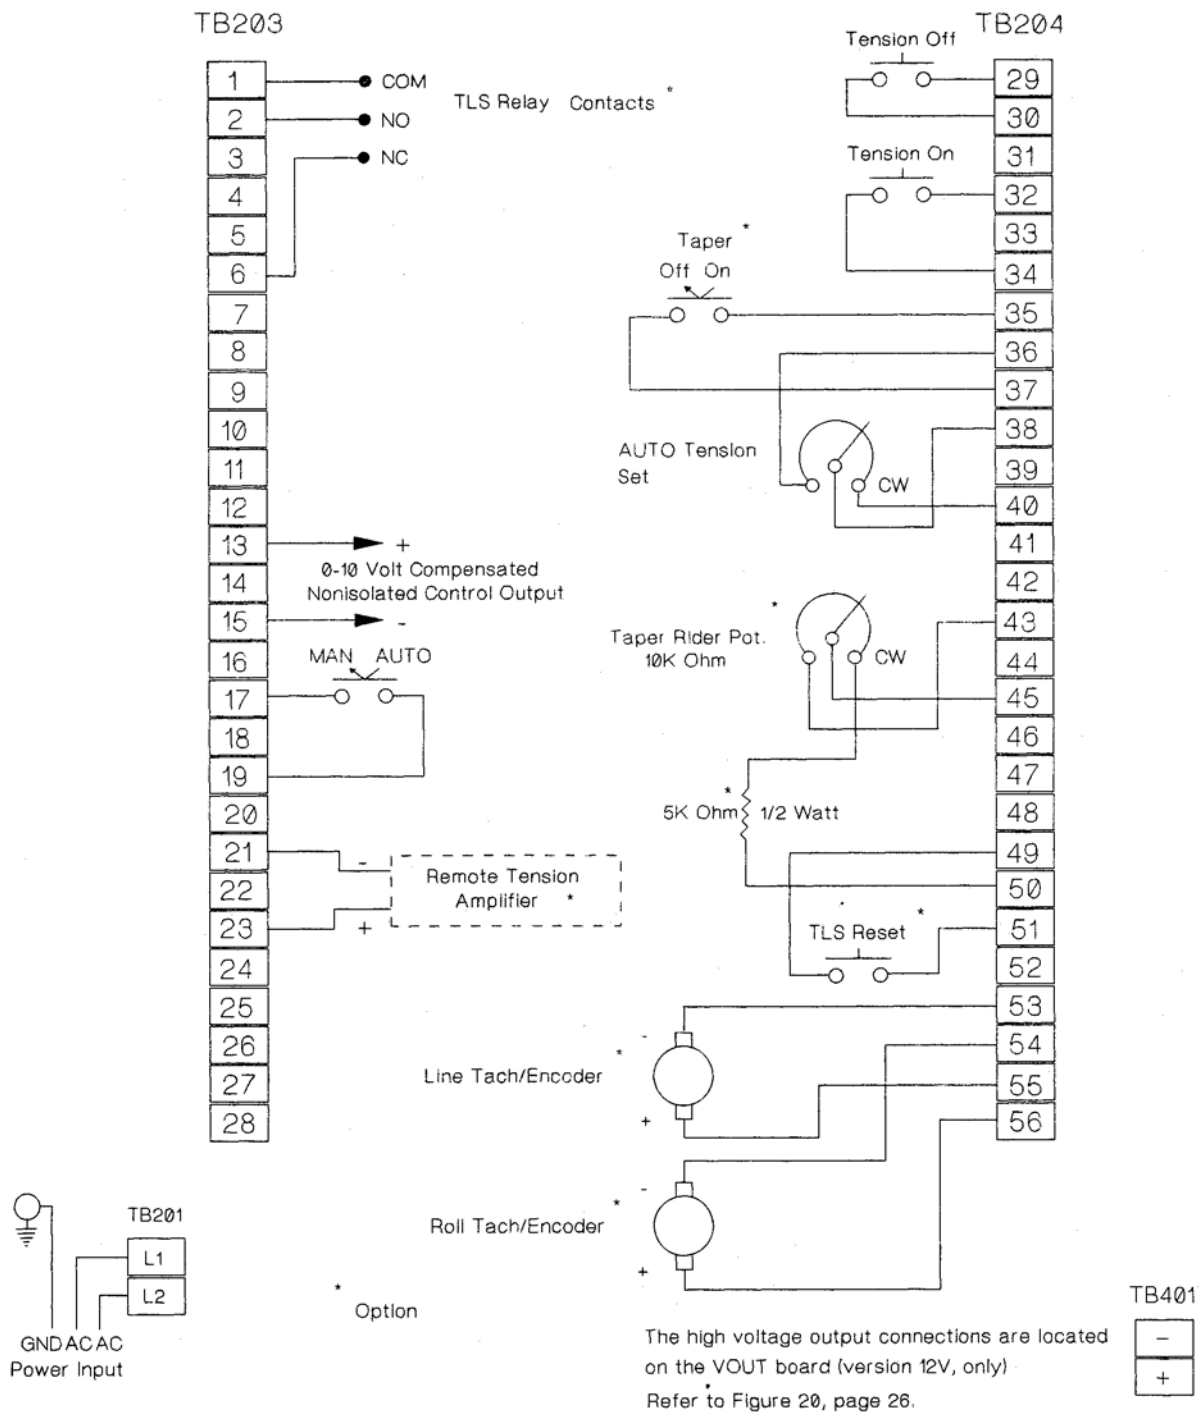 TB203
TB204
1
2
3
4
5
6
7
8
9
10
11
12
13
14
15
16
17
18
19
20
21
22
23
24
25
26
27
28
COM
NO
NC
TLS Relay Contacts *
+
0-10 Volt Compensated
Nonisolated Control Output
-
MAN AUTO
-
Remote Tension
Amplifier *
+
Tension Off
Tension On
Taper *
Off On
AUTO Tension
Set
CW
*
Taper Rider Pot.
10K Ohm
CW
*
5K Ohm 1/2 Watt
TLS Reset *
-
Line Tach/Encoder *
+
-
Roll Tach/Encoder *
+
29
30
31
32
33
34
35
36
37
38
39
40
41
42
43
44
45
46
47
48
49
50
51
52
53
54
55
56
TB201
L1
L2
GND AC AC
Power Input
*
Option
The high voltage output connections are located
on the VOUT board (version 12V, only)
*
Refer to Figure 20, page 26.
TB401
-
+